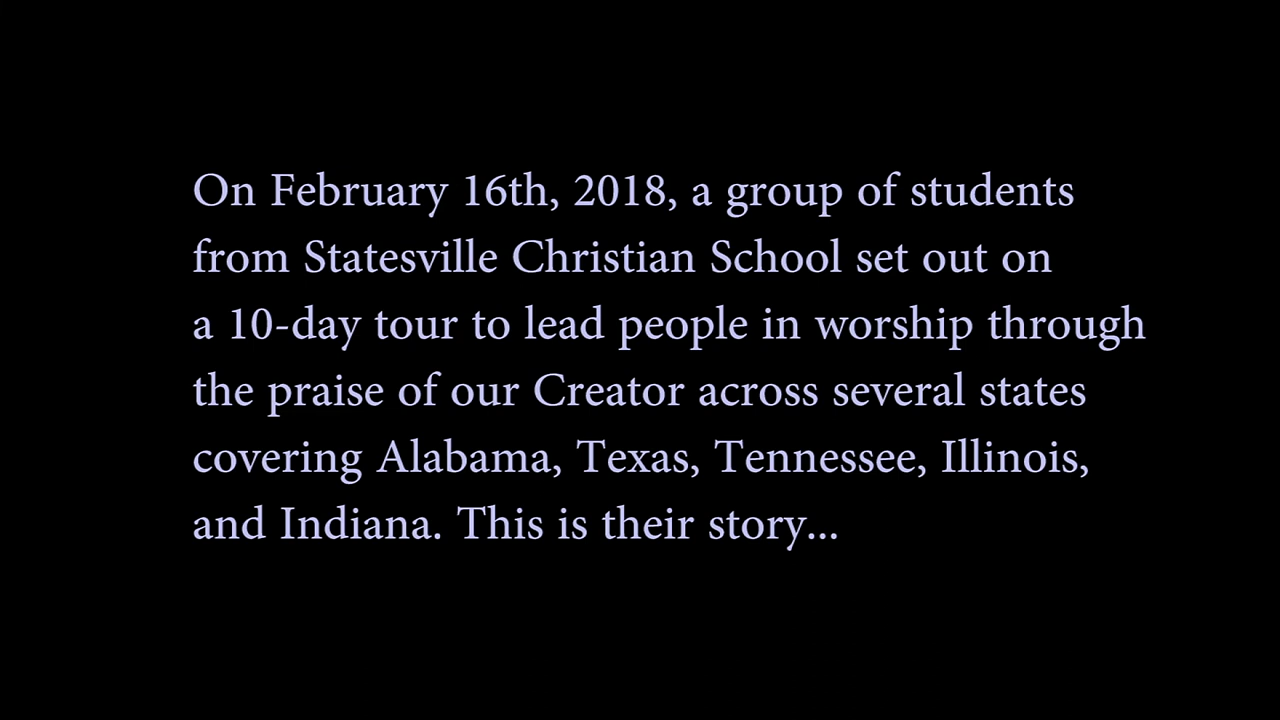 On February 16th, 2018, a group of students
from Statesville Christian School set out on
a 10-day tour to lead people in worship through
the praise of our Creator across several states
covering Alabama, Texas, Tennessee, Illinois,
and Indiana. This is their story...